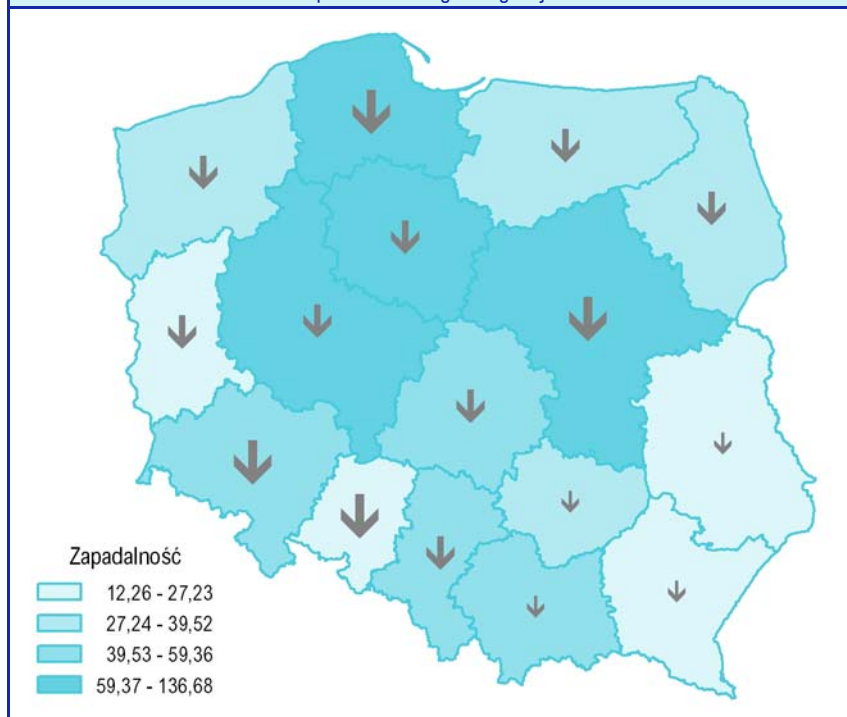 Zapadalność
12,26 - 27,23
27,24 - 39,52
39,53 - 59,36
59,37 - 136,68